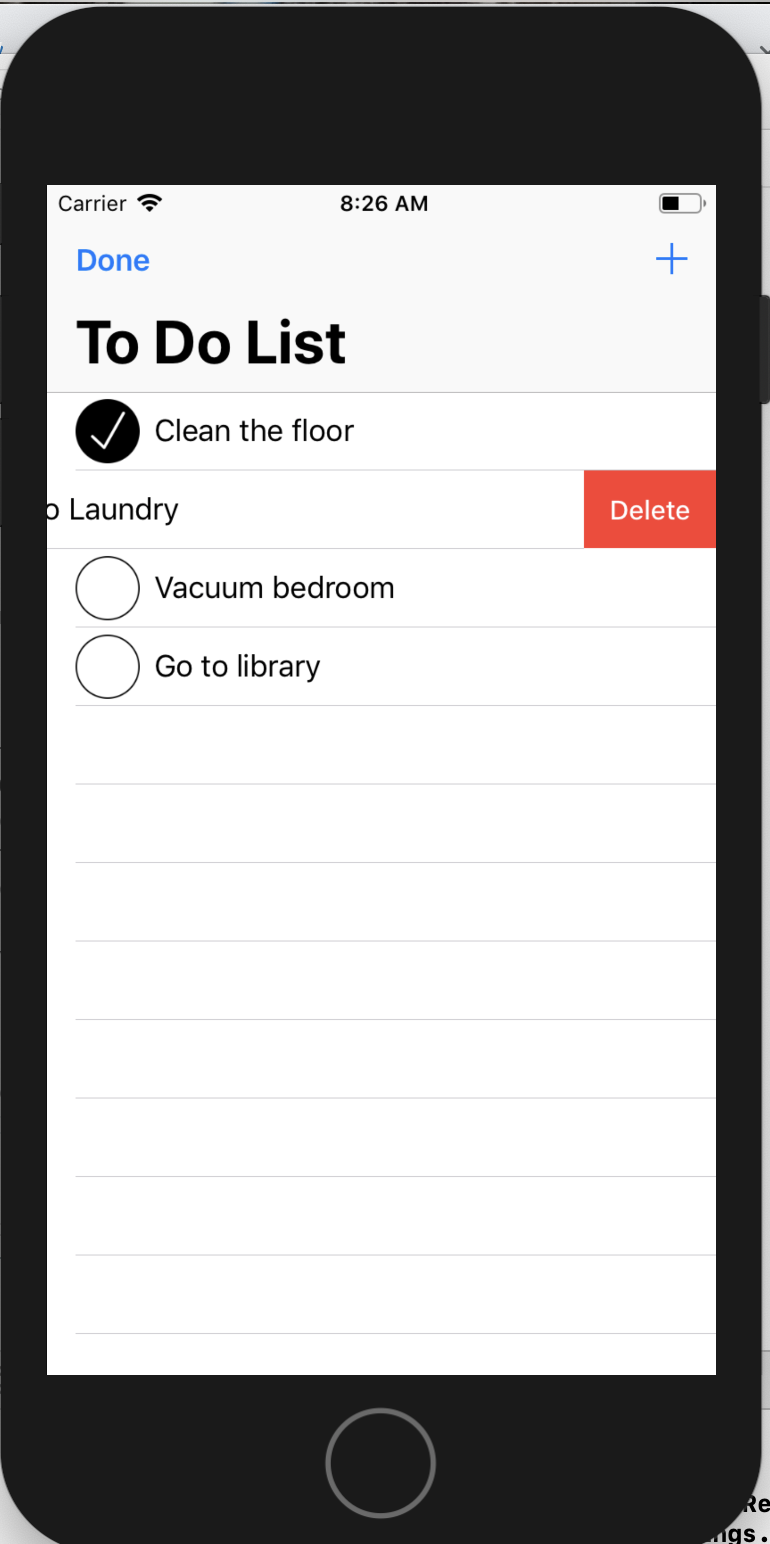 Carrier 8:26 AM
Done +
To Do List
Clean the floor
o Laundry Delete
Vacuum bedroom
Go to library
Re
ngs.